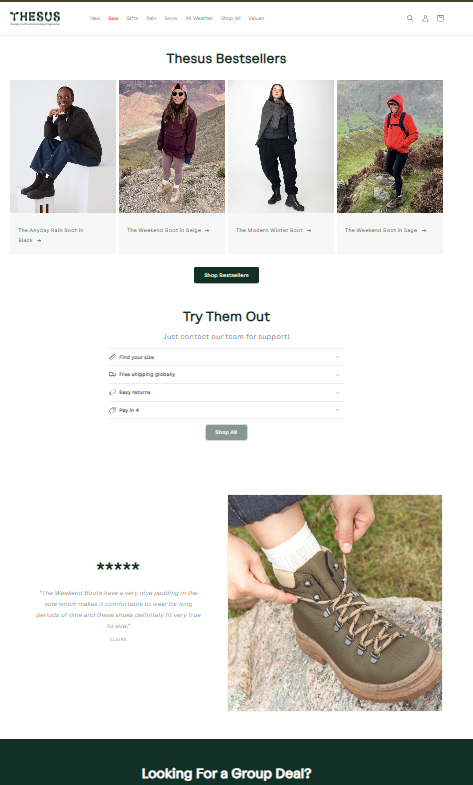 THESUS
New Sale Gifts Rain Snow All Weather Shop All Values
Thesus Bestsellers
The Anyday Rain Boot in
Black →
The Weekend Boot in Beige →
The Modern Winter Boot →
The Weekend Boot in Sage →
Shop Bestsellers
Try Them Out
Just contact our team for support!
Find your size
Free shipping globally
Easy returns
Pay in 4
Shop All
★★★★★
"The Weekend Boots have a very nice padding in the
sole which makes it comfortable to wear for long
periods of time and these shoes definitely fit very true
to size."
CLAIRE
Looking For a Group Deal?